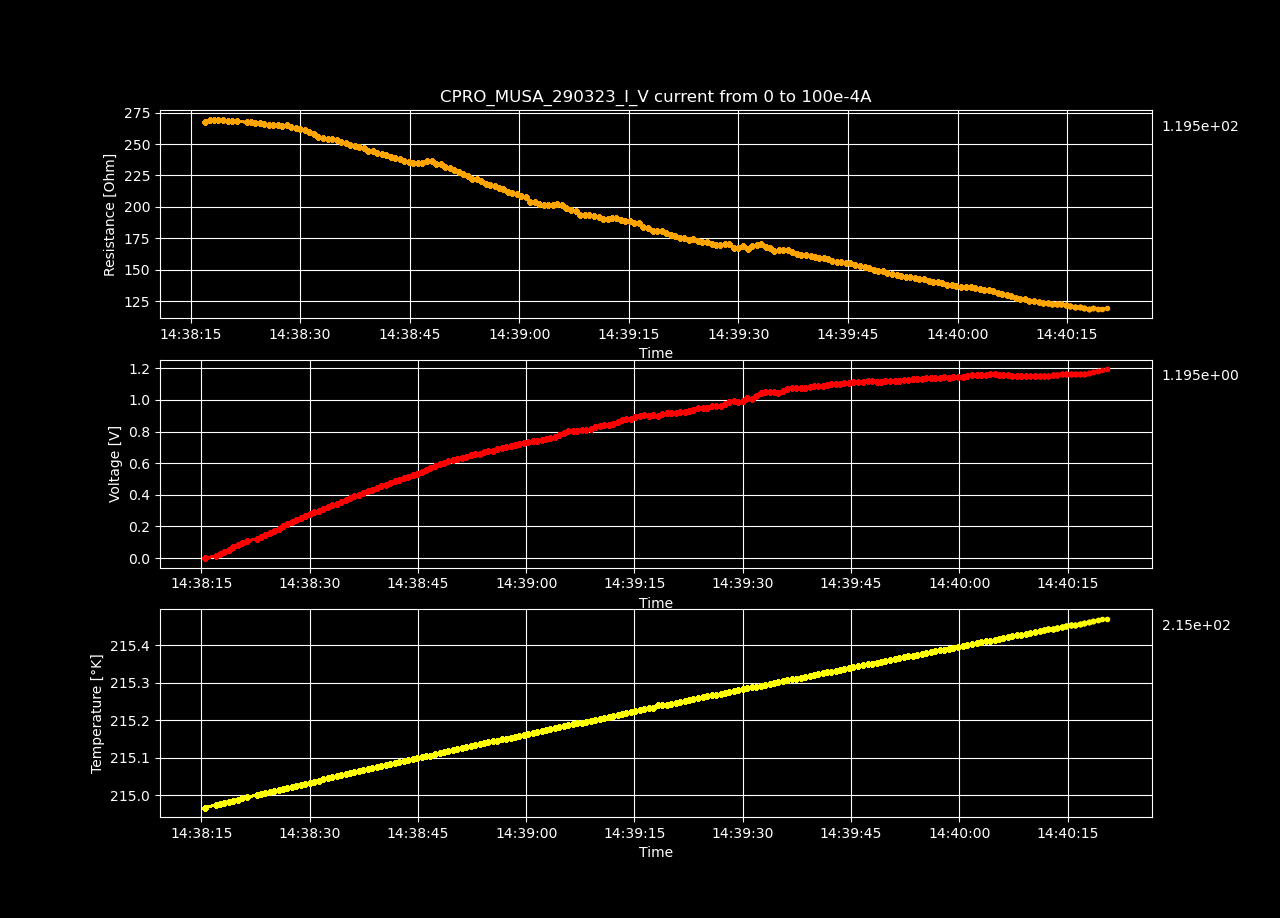 CPRO_MUSA_290323_I_V current from 0 to 100e-4A
275
250
225
200
175
150
125
Resistance [Ohm]
1.195e+02
14:38:15 14:38:30 14:38:45 14:39:00 14:39:15 14:39:30 14:39:45 14:40:00 14:40:15
Time
1.2
1.0
0.8
0.6
0.4
0.2
0.0
Voltage [V]
1.195e+00
14:38:15 14:38:30 14:38:45 14:39:00 14:39:15 14:39:30 14:39:45 14:40:00 14:40:15
Time
215.4
215.3
215.2
215.1
215.0
Temperature [°K]
2.15e+02
14:38:15 14:38:30 14:38:45 14:39:00 14:39:15 14:39:30 14:39:45 14:40:00 14:40:15
Time